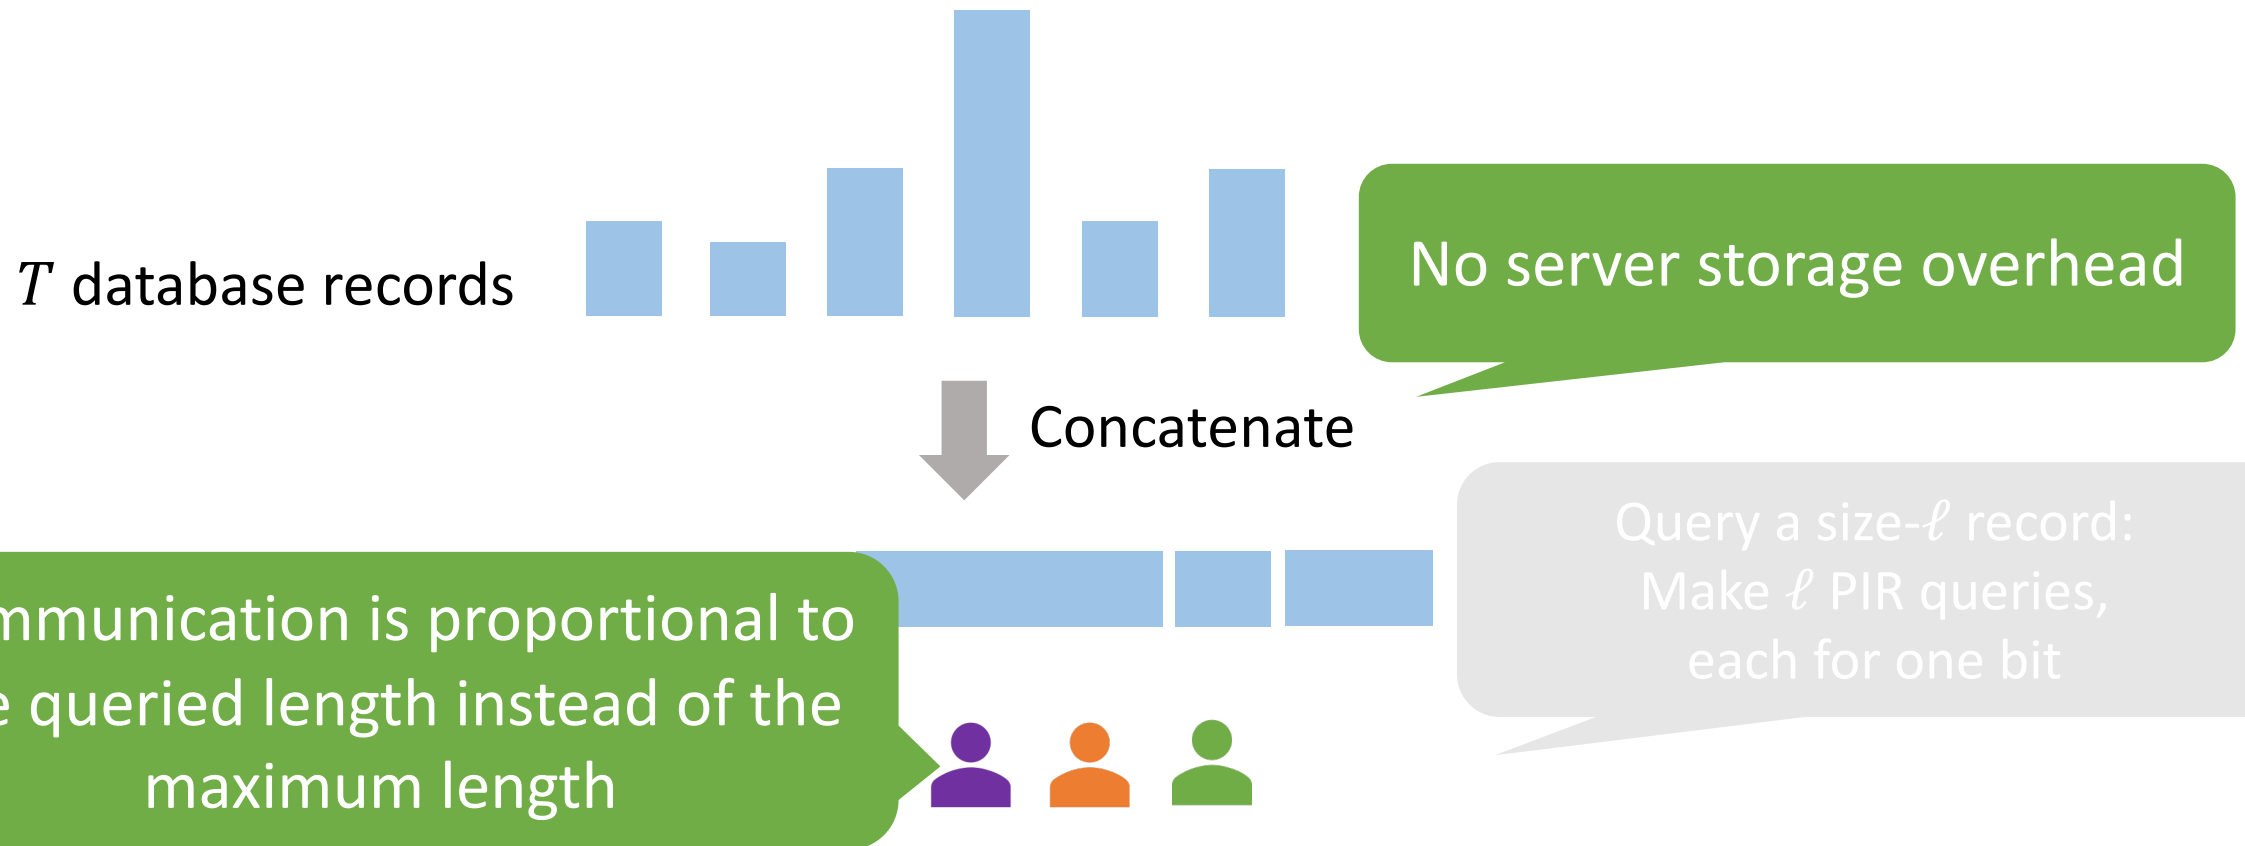 No server storage overhead
T database records
Concatenate
Query a size-ℓ record:
Make ℓ PIR queries,
each for one bit
mmunication is proportional to
e queried length instead of the
maximum length